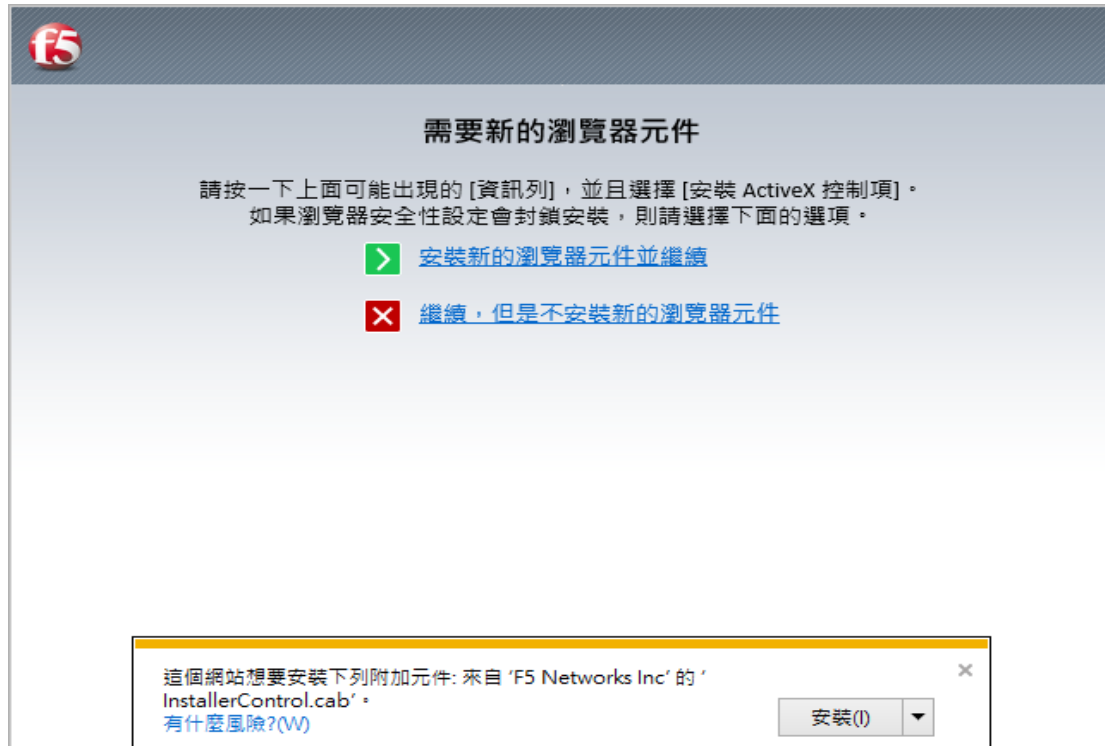 f5
需要新的瀏覽器元件
請按一下上面可能出現的 [資訊列]，並且選擇 [安裝 ActiveX 控制項]。
如果瀏覽器安全性設定會封鎖安裝，則請選擇下面的選項。
安裝新的瀏覽器元件並繼續
繼續，但是不安裝新的瀏覽器元件
這個網站想要安裝下列附加元件: 來自 ‘F5 Networks Inc’ 的 ‘
InstallerControl.cab’。
有什麼風險?(W)
安裝(I)